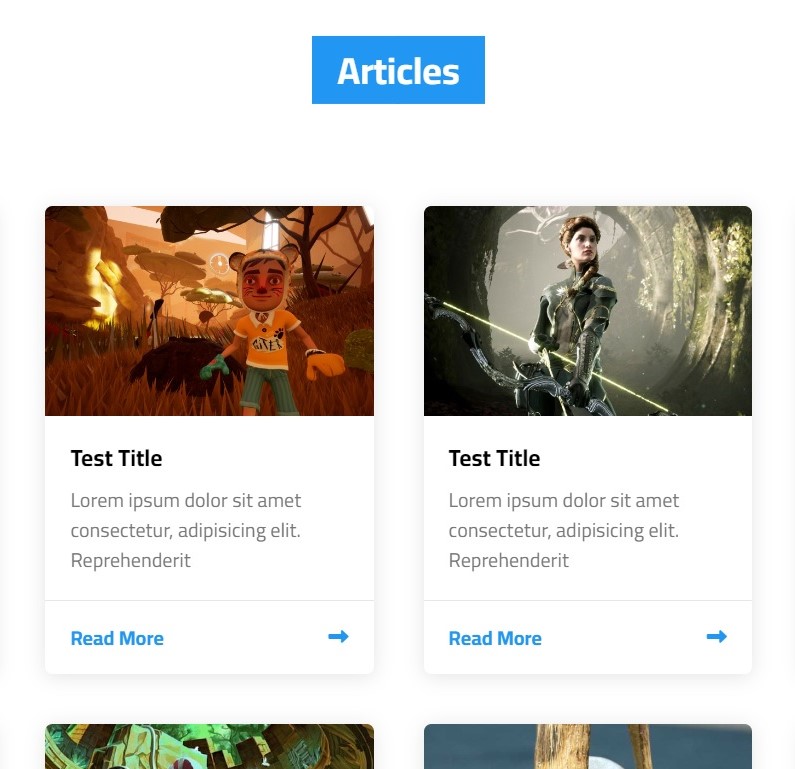 Articles
Test Title
Lorem ipsum dolor sit amet
consectetur, adipisicing elit.
Reprehenderit
Read More
Test Title
Lorem ipsum dolor sit amet
consectetur, adipisicing elit.
Reprehenderit
Read More